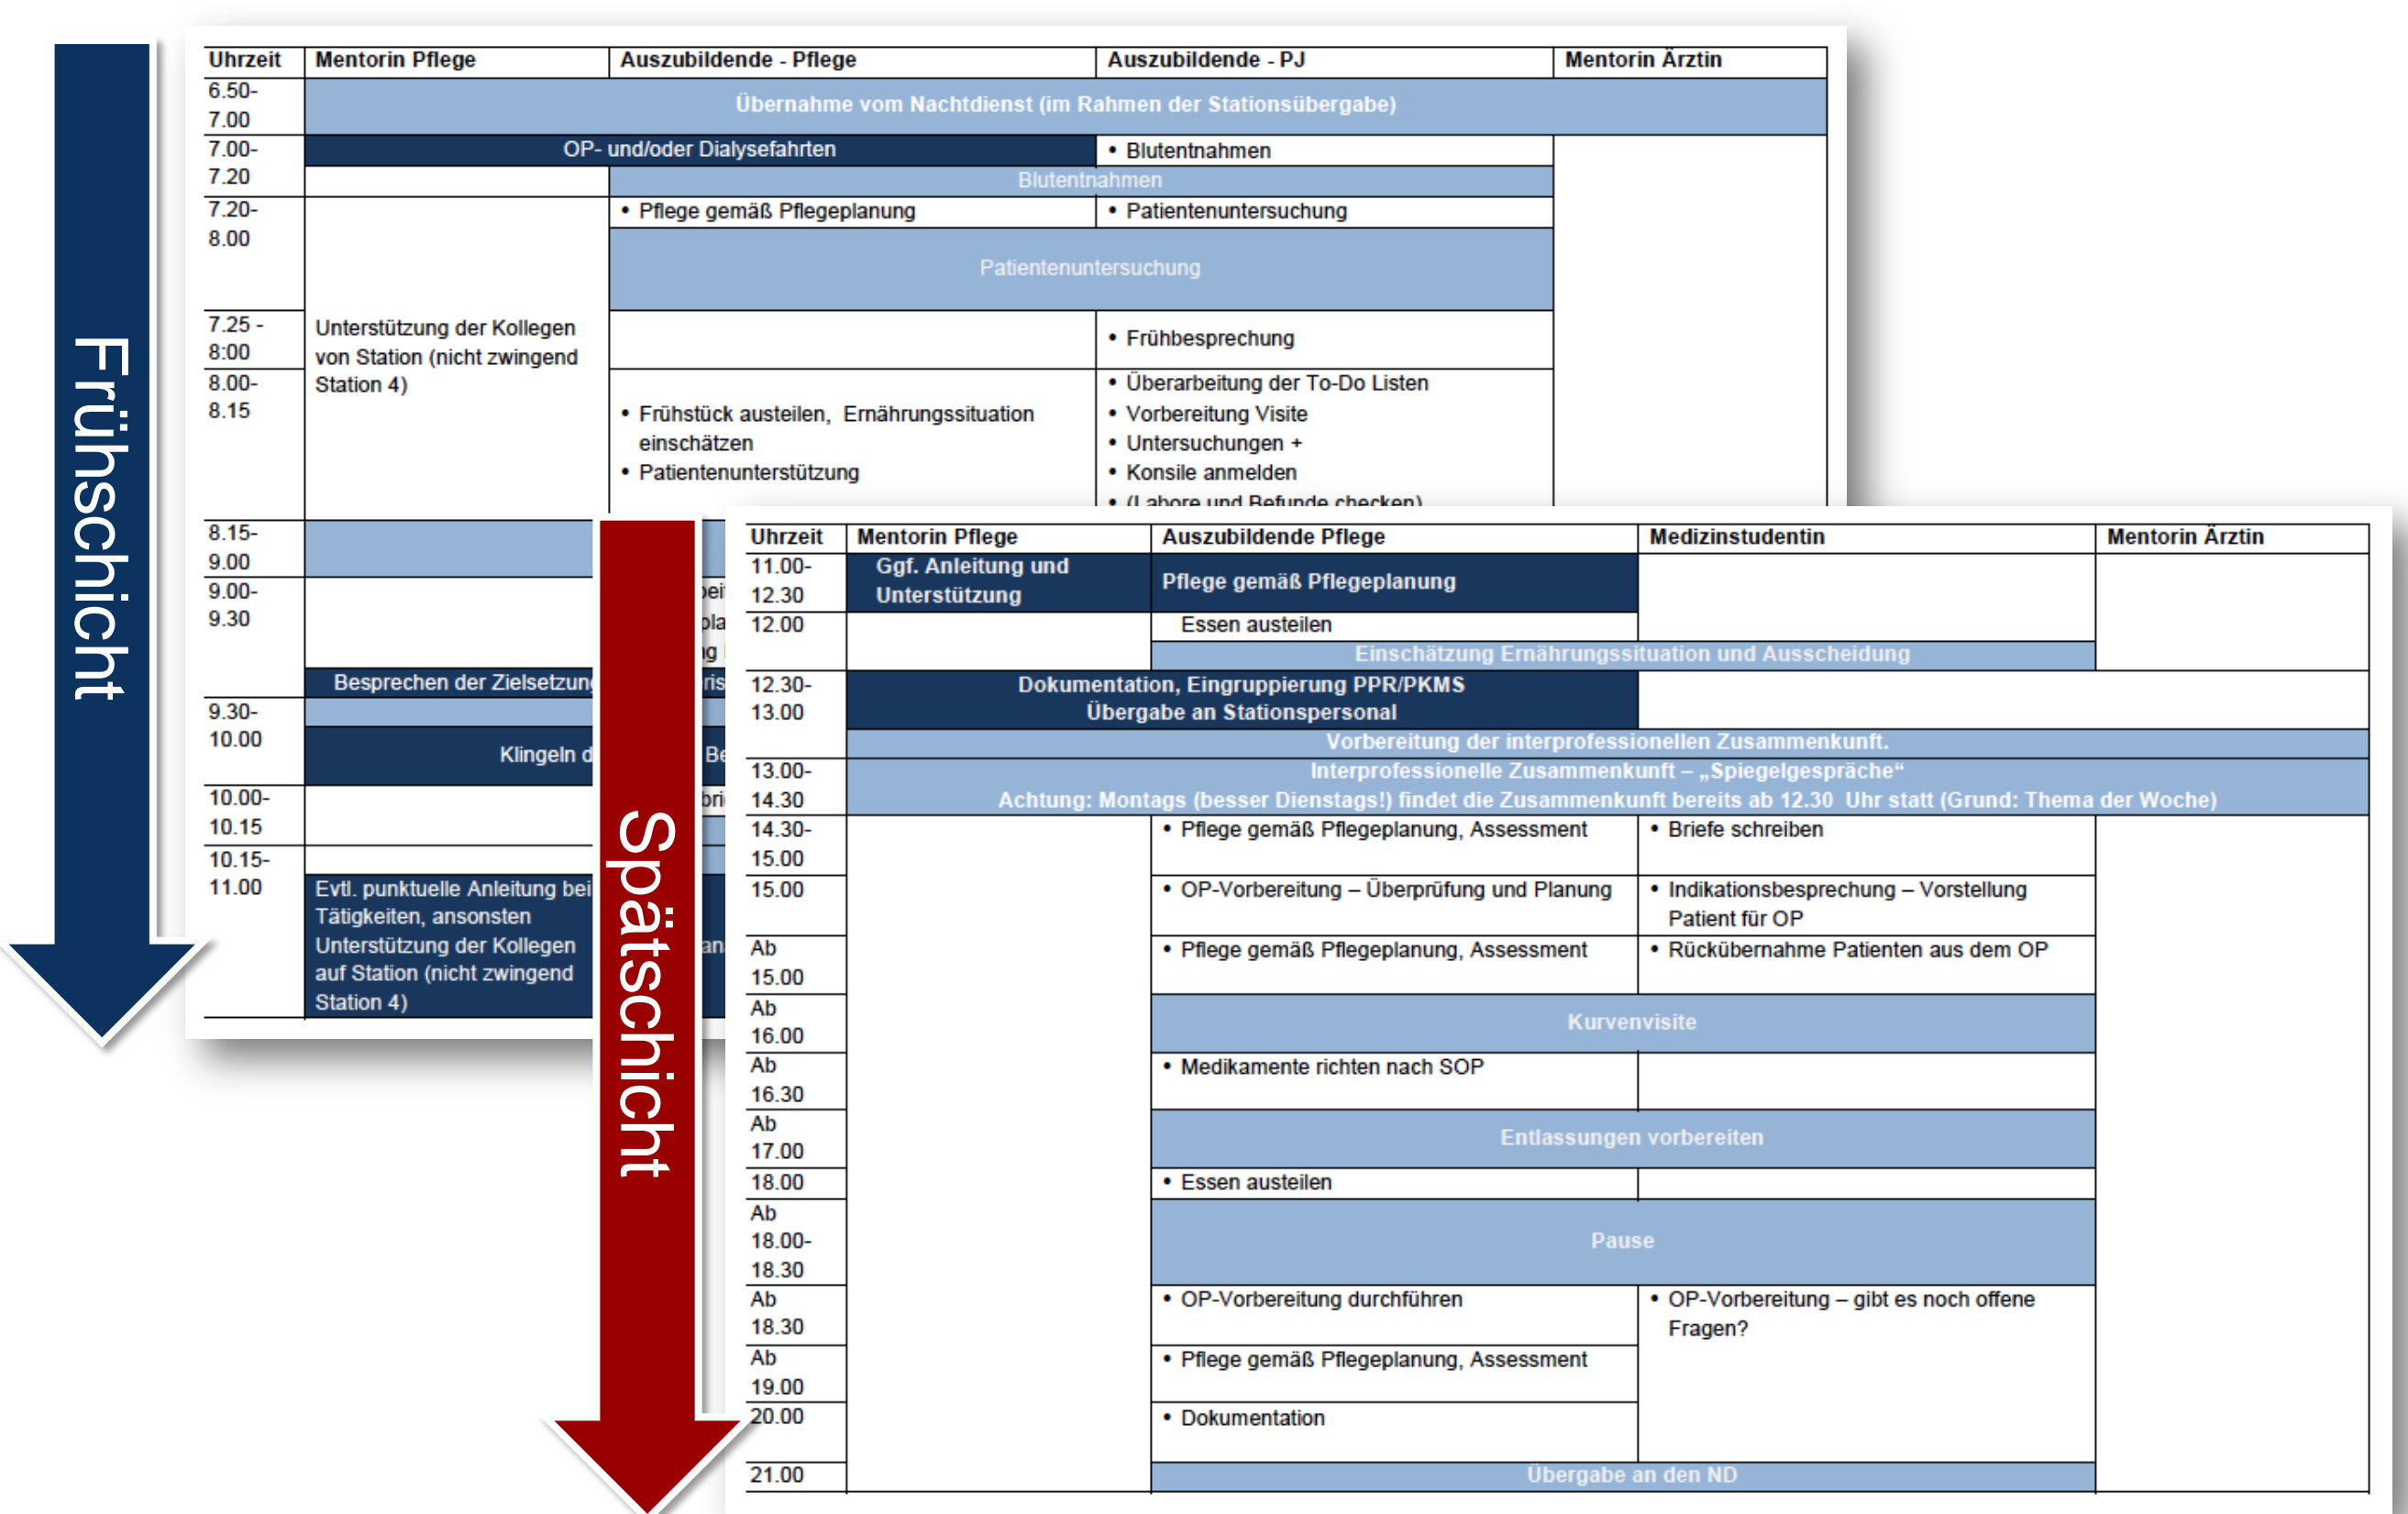 Frühschicht
Uhrzeit Mentorin Pflege Auszubildende - Pflege Auszubildende - PJ Mentorin Ärztin
6.50-
7.00
Übernahme vom Nachtdienst (im Rahmen der Stationsübergabe)
7.00-
7.20
OP- und/oder Dialysefahrten
• Blutentnahmen
Blutentnahmen
7.20-
8.00
• Pflege gemäß Pflegeplanung
• Patientenuntersuchung
Patientenuntersuchung
7.25 -
8:00
Unterstützung der Kollegen
von Station (nicht zwingend
Station 4)
• Frühbesprechung
8.00-
8.15
• Frühstück austeilen, Ernährungssituation
einschätzen
• Patientenunterstützung
• Überarbeitung der To-Do Listen
• Vorbereitung Visite
• Untersuchungen +
• Konsile anmelden
• (Labore und Befunde checken)
8.15-
9.00
9.00-
9.30
Besprechen der Zielsetzung
9.30-
10.00
Klingeln
10.00-
10.15
10.15-
11.00
Evtl. punktuelle Anleitung bei
Tätigkeiten, ansonsten
Unterstützung der Kollegen
auf Station (nicht zwingend
Station 4)
Spätschicht
Uhrzeit Mentorin Pflege Auszubildende Pflege Medizinstudentin Mentorin Ärztin
11.00-
12.30
Ggf. Anleitung und
Unterstützung
Pflege gemäß Pflegeplanung
12.00
Essen austeilen
Einschätzung Ernährungssituation und Ausscheidung
12.30-
13.00
Dokumentation, Eingruppierung PPR/PKMS
Übergabe an Stationspersonal
Vorbereitung der interprofessionellen Zusammenkunft.
13.00-
14.30
Interprofessionelle Zusammenkunft – „Spiegelgespräche“
Achtung: Montags (besser Dienstags!) findet die Zusammenkunft bereits ab 12.30 Uhr statt (Grund: Thema der Woche)
14.30-
15.00
• Pflege gemäß Pflegeplanung, Assessment
• Briefe schreiben
15.00
• OP-Vorbereitung – Überprüfung und Planung
• Indikationsbesprechung – Vorstellung
Patient für OP
Ab
15.00
• Pflege gemäß Pflegeplanung, Assessment
• Rückübernahme Patienten aus dem OP
Ab
16.00
Kurvenvisite
Ab
16.30
• Medikamente richten nach SOP
Ab
17.00
Entlassungen vorbereiten
18.00
• Essen austeilen
Ab
18.00-
18.30
Pause
Ab
18.30
• OP-Vorbereitung durchführen
• OP-Vorbereitung – gibt es noch offene
Fragen?
Ab
19.00
• Pflege gemäß Pflegeplanung, Assessment
20.00
• Dokumentation
21.00
Übergabe an den ND